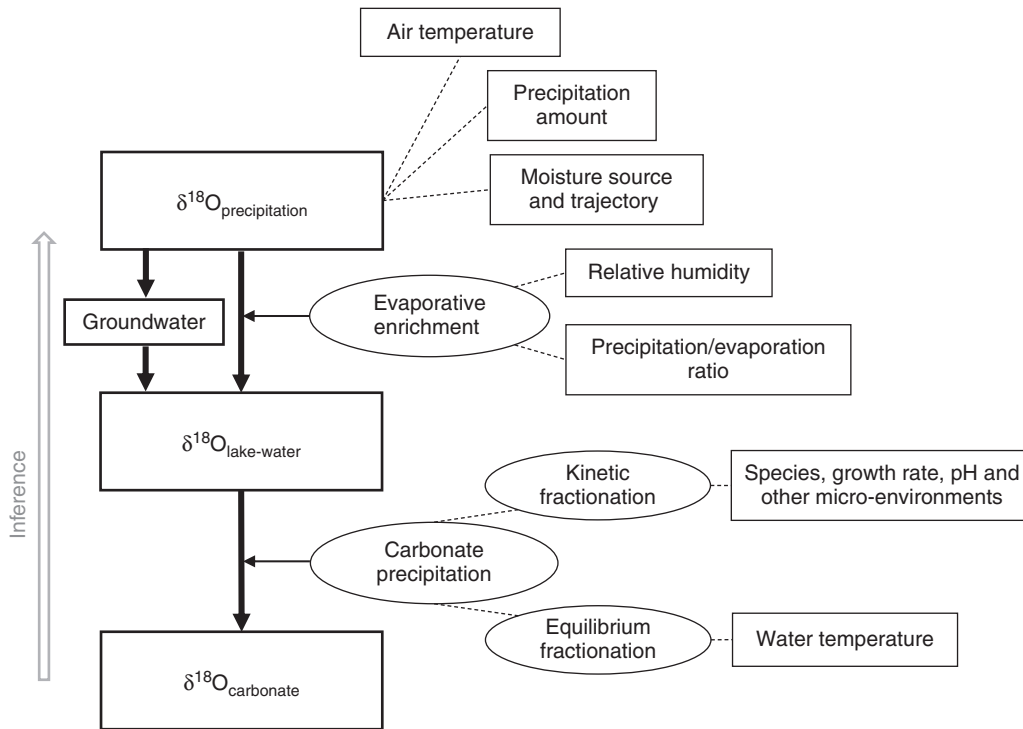 Air temperature
Precipitation
amount
Moisture source
and trajectory
δ¹⁸Oprecipitation
Relative humidity
Evaporative
enrichment
Groundwater
Precipitation/evaporation
ratio
δ¹⁸Olake-water
Inference
Kinetic
fractionation
Species, growth rate, pH and
other micro-environments
Carbonate
precipitation
Equilibrium
fractionation
Water temperature
δ¹⁸Ocarbonate